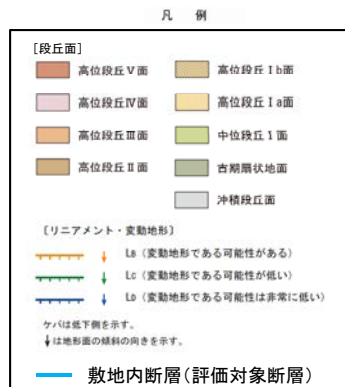 凡 例
[段丘面]
高位段丘Ⅴ面 高位段丘Ⅰb面
高位段丘Ⅳ面 高位段丘Ⅰa面
高位段丘Ⅲ面 中位段丘1面
高位段丘Ⅱ面 古期扇状地面
沖積段丘面
〔リニアメント・変動地形〕
LB (変動地形である可能性がある)
LC (変動地形である可能性が低い)
LD (変動地形である可能性は非常に低い)
ケバは低下側を示す。
↓は地形面の傾斜の向きを示す。
敷地内断層(評価対象断層)